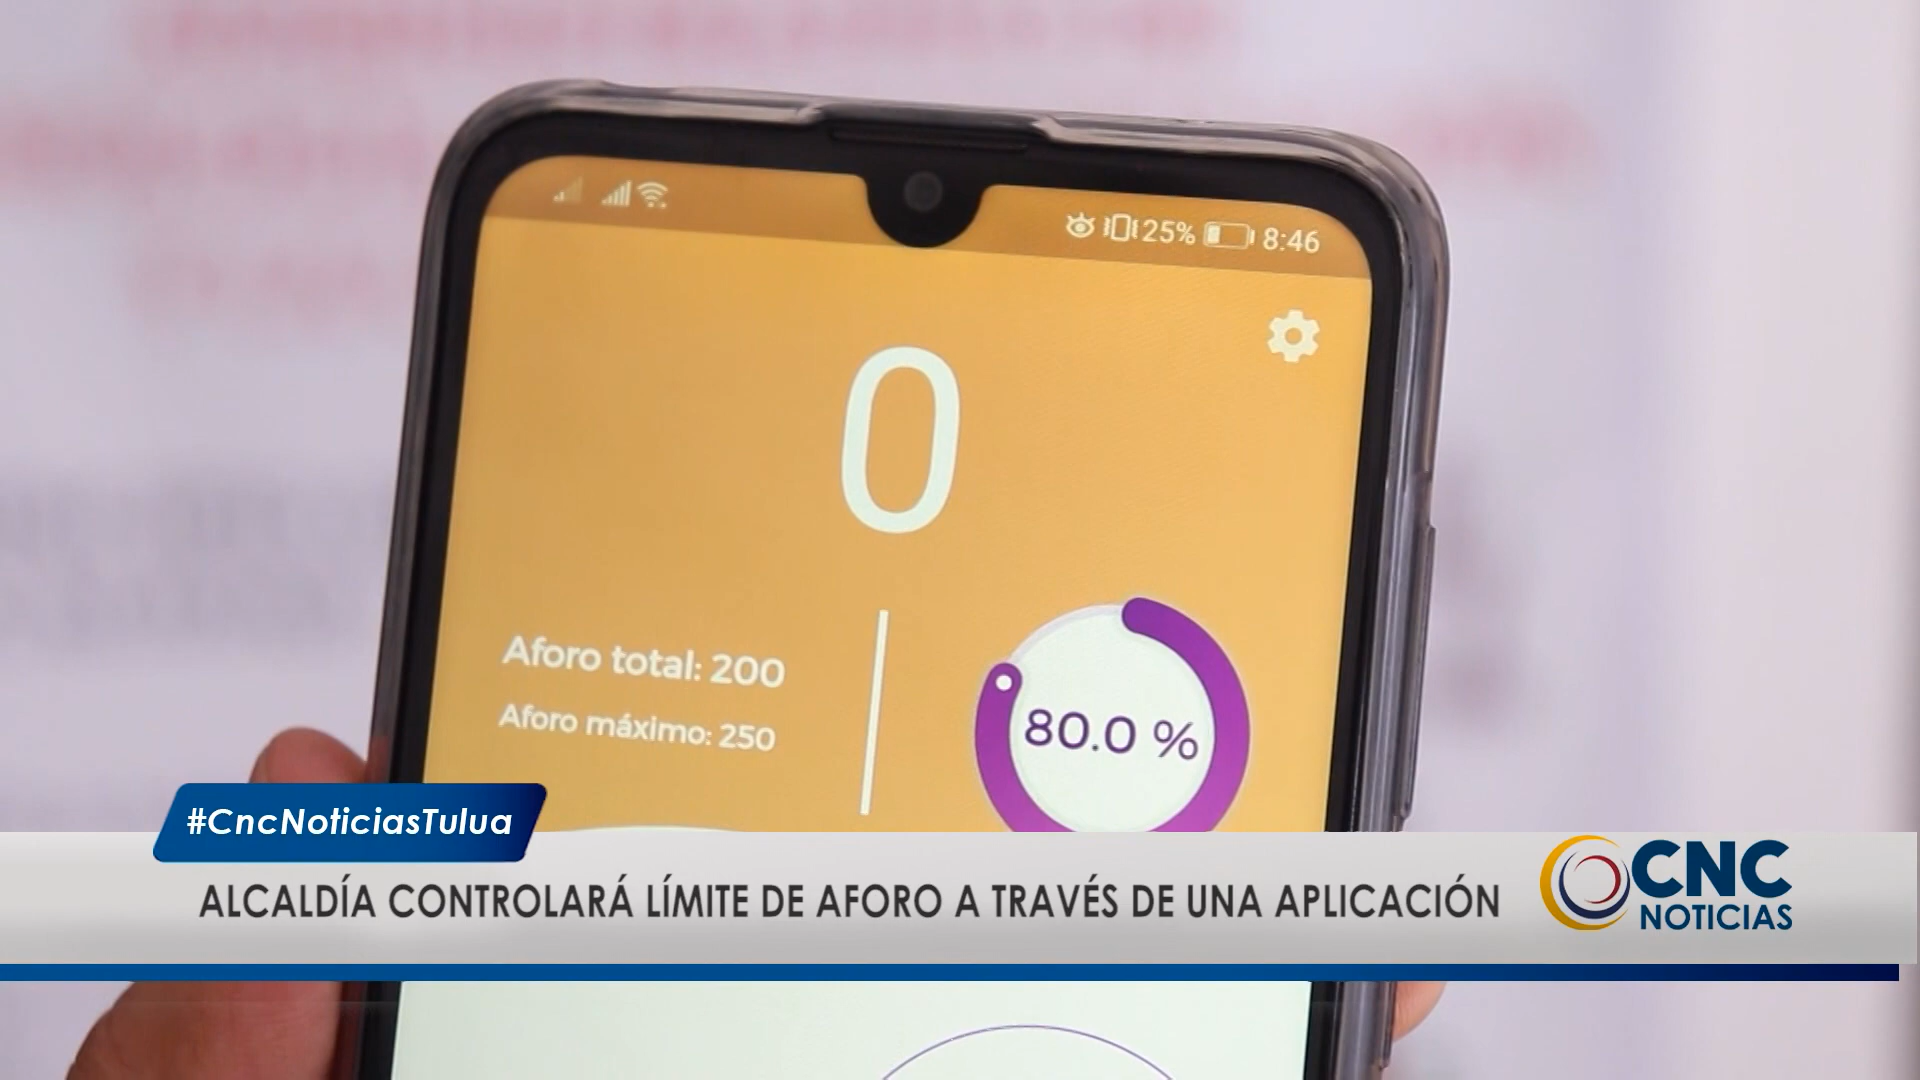 25% 8:46
0
Aforo total: 200
Aforo máximo: 250
80.0 %
#CncNoticiasTulua
ALCALDÍA CONTROLARÁ LÍMITE DE AFORO A TRAVÉS DE UNA APLICACIÓN
CNC
NOTICIAS